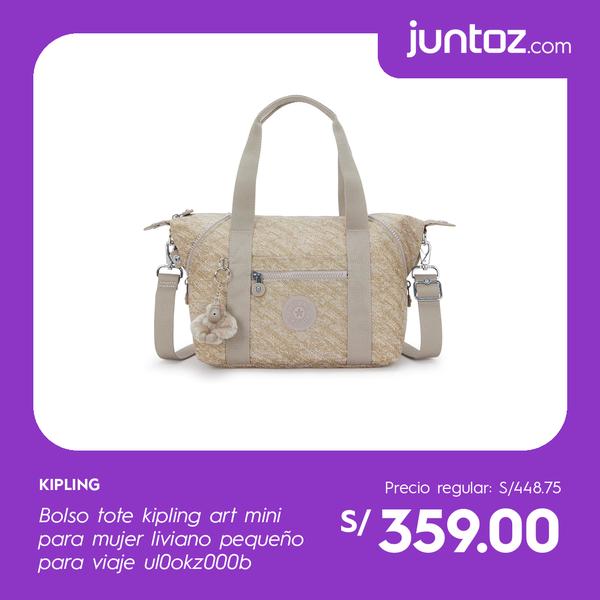 juntoz.com
KIPLING
Bolso tote kipling art mini
para mujer liviano pequeño
para viaje ul0okz000b
Precio regular: S/448.75
S/ 359.00